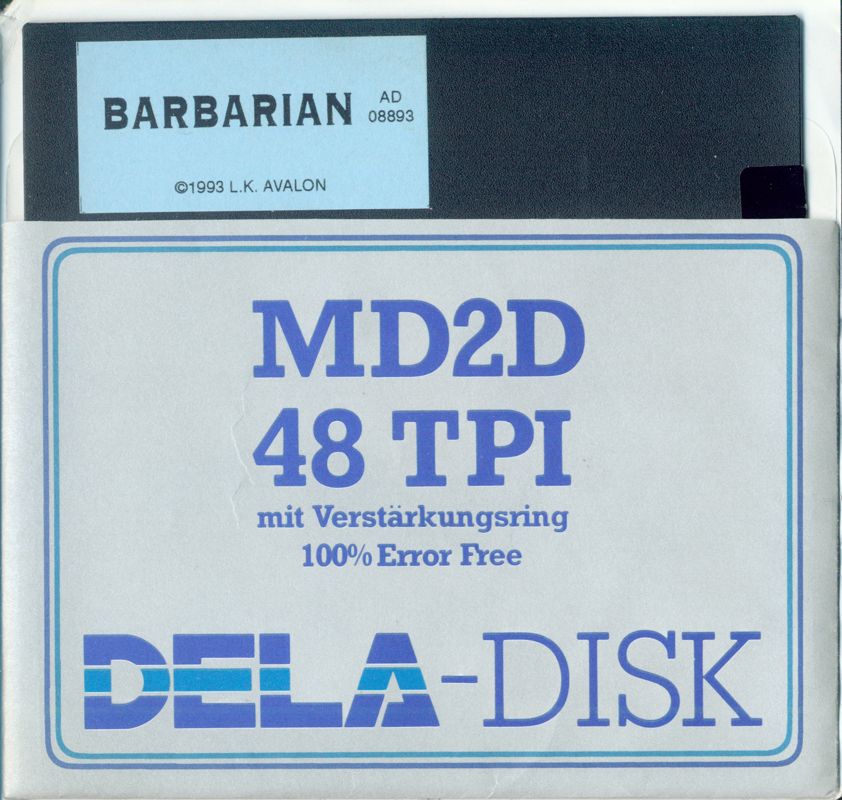 BARBARIAN AD
08893
©1993 L.K. AVALON
MD2D
48 TPI
mit Verstärkungsring
100% Error Free
DELA-DISK